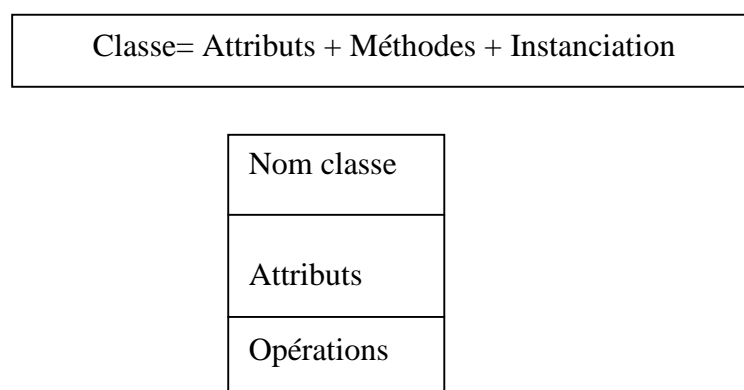 Classe= Attributs + Méthodes + Instanciation
Nom classe
Attributs
Opérations